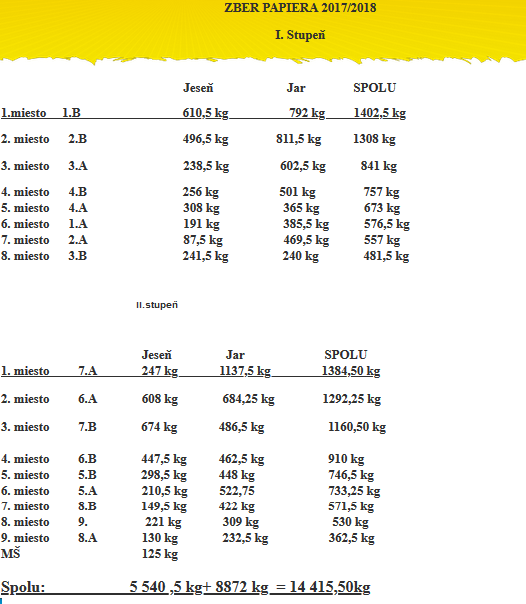 ZBER PAPIERA 2017/2018
I. Stupeň
Jeseň Jar SPOLU
1.miesto 1.B 610,5 kg 792 kg 1402,5 kg
2. miesto 2.B 496,5 kg 811,5 kg 1308 kg
3. miesto 3.A 238,5 kg 602,5 kg 841 kg
4. miesto 4.B 256 kg 501 kg 757 kg
5. miesto 4.A 308 kg 365 kg 673 kg
6. miesto 1.A 191 kg 385,5 kg 576,5 kg
7. miesto 2.A 87,5 kg 469,5 kg 557 kg
8. miesto 3.B 241,5 kg 240 kg 481,5 kg
II.stupeň
Jeseň Jar SPOLU
1. miesto 7.A 247 kg 1137,5 kg 1384,50 kg
2. miesto 6.A 608 kg 684,25 kg 1292,25 kg
3. miesto 7.B 674 kg 486,5 kg 1160,50 kg
4. miesto 6.B 447,5 kg 462,5 kg 910 kg
5. miesto 5.B 298,5 kg 448 kg 746,5 kg
6. miesto 5.A 210,5 kg 522,75 733,25 kg
7. miesto 8.B 149,5 kg 422 kg 571,5 kg
8. miesto 9. 221 kg 309 kg 530 kg
9. miesto 8.A 130 kg 232,5 kg 362,5 kg
MŠ 125 kg
Spolu: 5 540 ,5 kg+ 8872 kg = 14 415,50kg